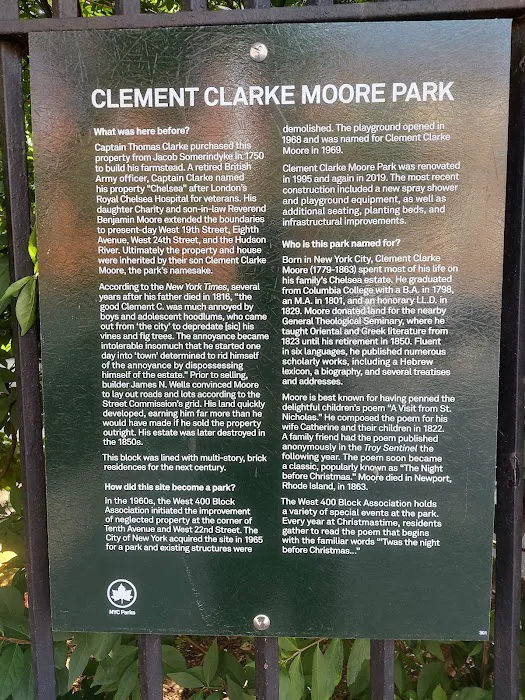 CLEMENT CLARKE MOORE PARK
What was here before?
Captain Thomas Clarke purchased this
property from Jacob Somerindyke in 1750
to build his farmstead. A retired British
Army officer, Captain Clarke named
his property "Chelsea" after London's
Royal Chelsea Hospital for veterans. His
daughter Charity and son-in-law Reverend
Benjamin Moore extended the boundaries
to present-day West 19th Street, Eighth
Avenue, West 24th Street, and the Hudson
River. Ultimately the property and house
were inherited by their son Clement Clarke
Moore, the park's namesake.
According to the New York Times, several
years after his father died in 1816, "the
good Clement C. was much annoyed by
boys and adolescent hoodlums, who came
out from 'the city' to depredate [sic] his
vines and fig trees. The annoyance became
intolerable insomuch that he started one
day into 'town' determined to rid himself
of the annoyance by dispossessing
himself of the estate." Prior to selling,
builder James N. Wells convinced Moore
to lay out roads and lots according to the
Street Commission's grid. His land quickly
developed, earning him far more than he
would have made if he sold the property
outright. His estate was later destroyed in
the 1850s.
This block was lined with multi-story, brick
residences for the next century.
How did this site become a park?
In the 1960s, the West 400 Block
Association initiated the improvement
of neglected property at the corner of
Tenth Avenue and West 22nd Street. The
City of New York acquired the site in 1965
for a park and existing structures were
demolished. The playground opened in
1968 and was named for Clement Clarke
Moore in 1969.
Clement Clarke Moore Park was renovated
in 1995 and again in 2019. The most recent
construction included a new spray shower
and playground equipment, as well as
additional seating, planting beds, and
infrastructural improvements.
Who is this park named for?
Born in New York City, Clement Clarke
Moore (1779-1863) spent most of his life on
his family's Chelsea estate. He graduated
from Columbia College with a B.A. in 1798,
an M.A. in 1801, and an honorary LL.D. in
1829. Moore donated land for the nearby
General Theological Seminary, where he
taught Oriental and Greek literature from
1823 until his retirement in 1850. Fluent
in six languages, he published numerous
scholarly works, including a Hebrew
lexicon, a biography, and several treatises
and addresses.
Moore is best known for having penned the
delightful children's poem "A Visit from St.
Nicholas." He composed the poem for his
wife Catherine and their children in 1822.
A family friend had the poem published
anonymously in the Troy Sentinel the
following year. The poem soon became
a classic, popularly known as "The Night
before Christmas." Moore died in Newport,
Rhode Island, in 1863.
The West 400 Block Association holds
a variety of special events at the park.
Every year at Christmastime, residents
gather to read the poem that begins
with the familiar words "'Twas the night
before Christmas..."
NYC Parks